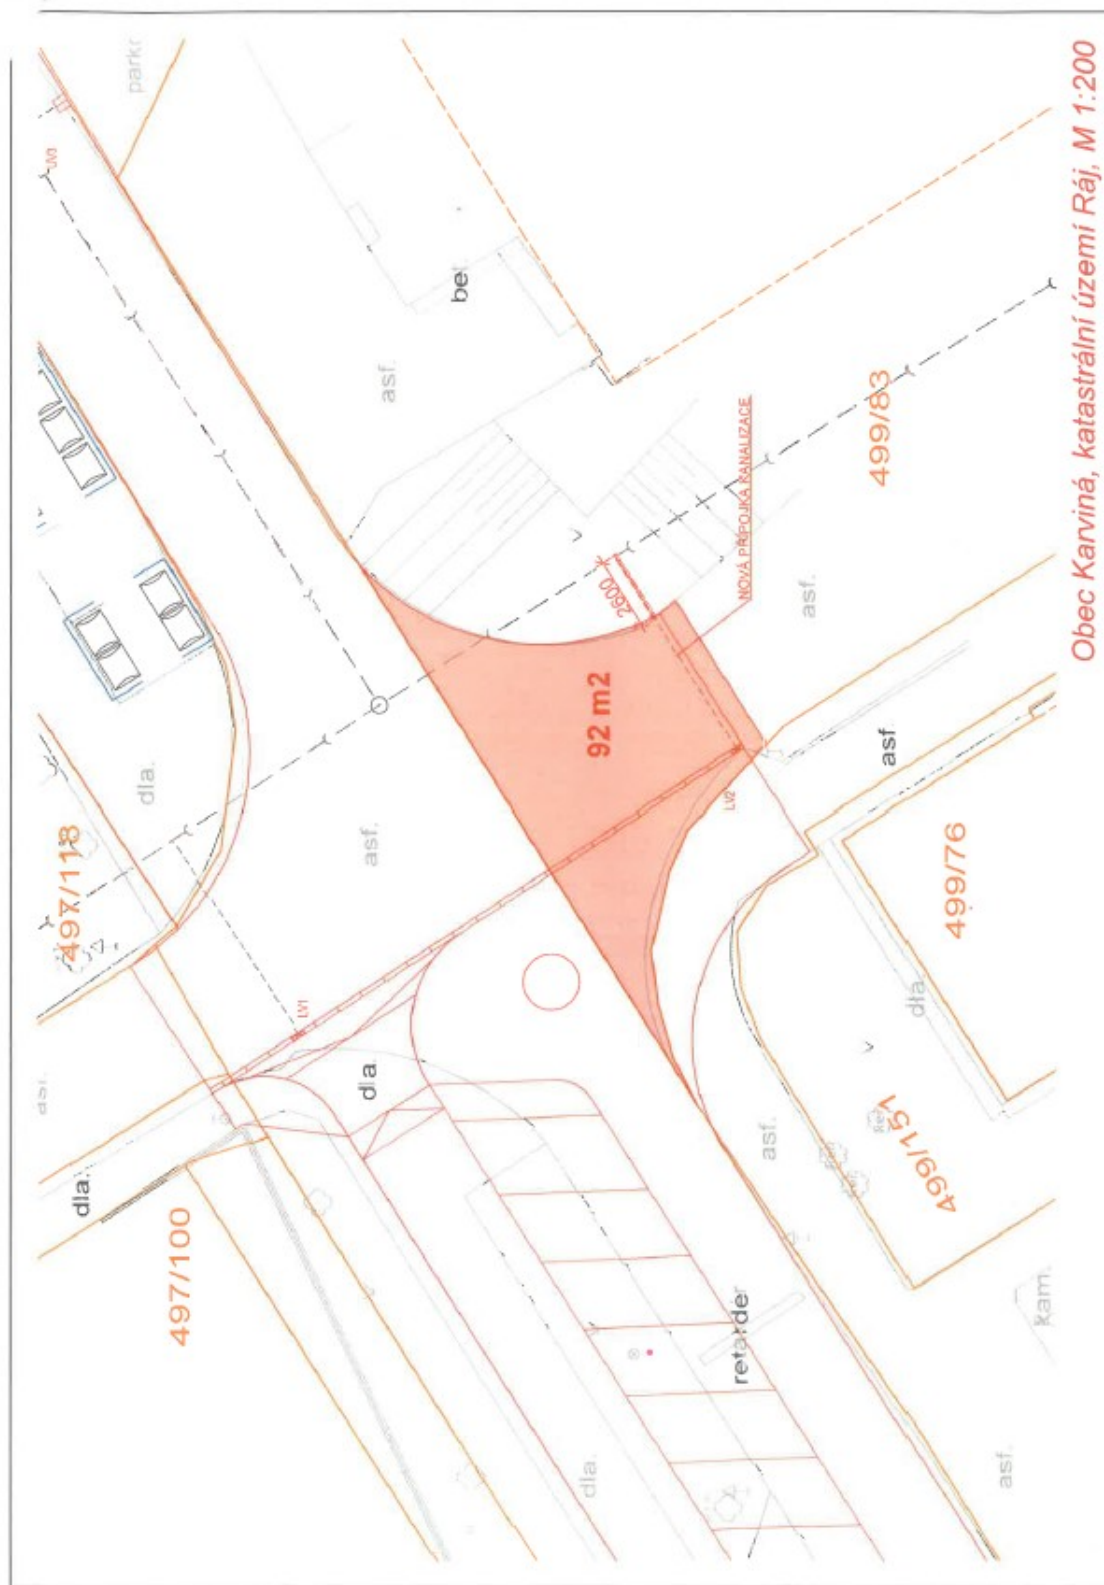 Obec Karviná, katastrální území Ráj, M 1:200
parkr
UV3
bet.
asf.
499/83
NOVÁ PŘÍPOJKA KANALIZACE
2600
asf.
92 m2
dla.
497/118
asf.
LV2
asf
499/76
LV1
dla.
dla.
asf.
499/151
dla.
497/100
retarder
kam.
dla.
asf.